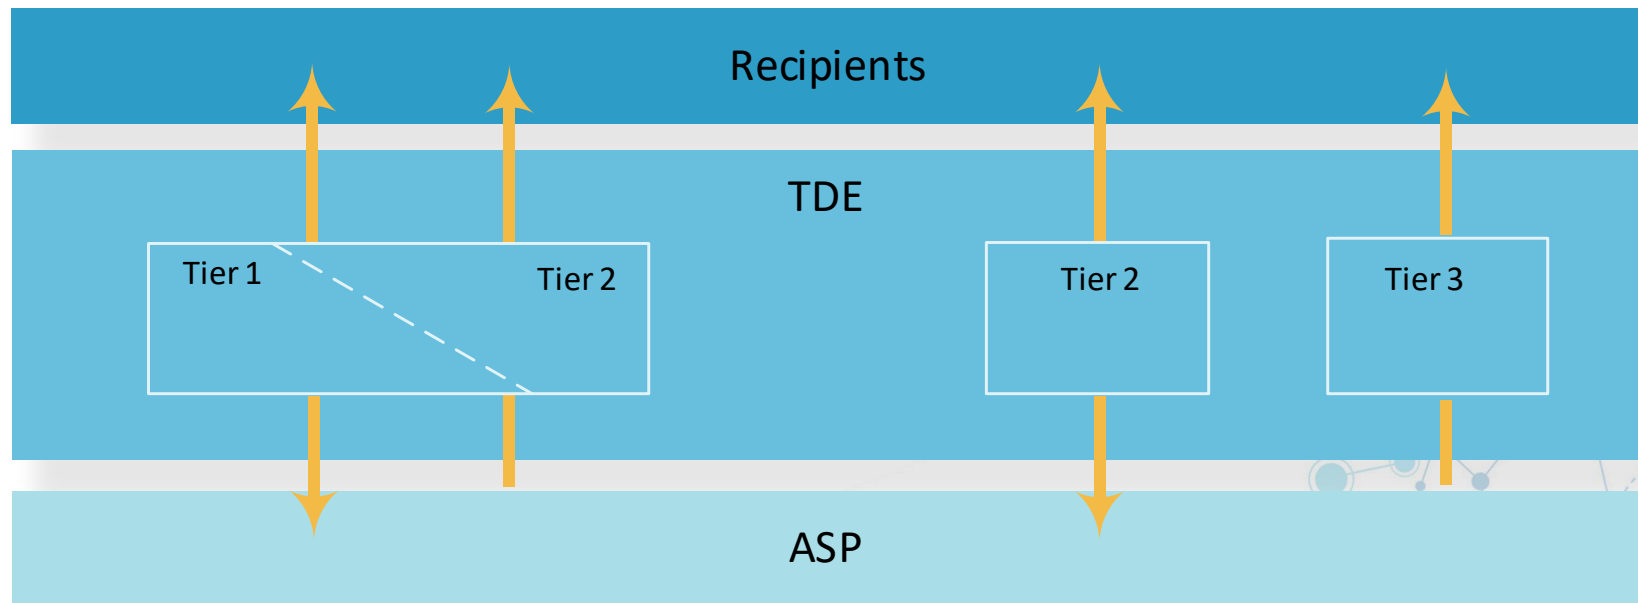 Recipients
TDE
Tier 1
Tier 2
Tier 2
Tier 3
ASP